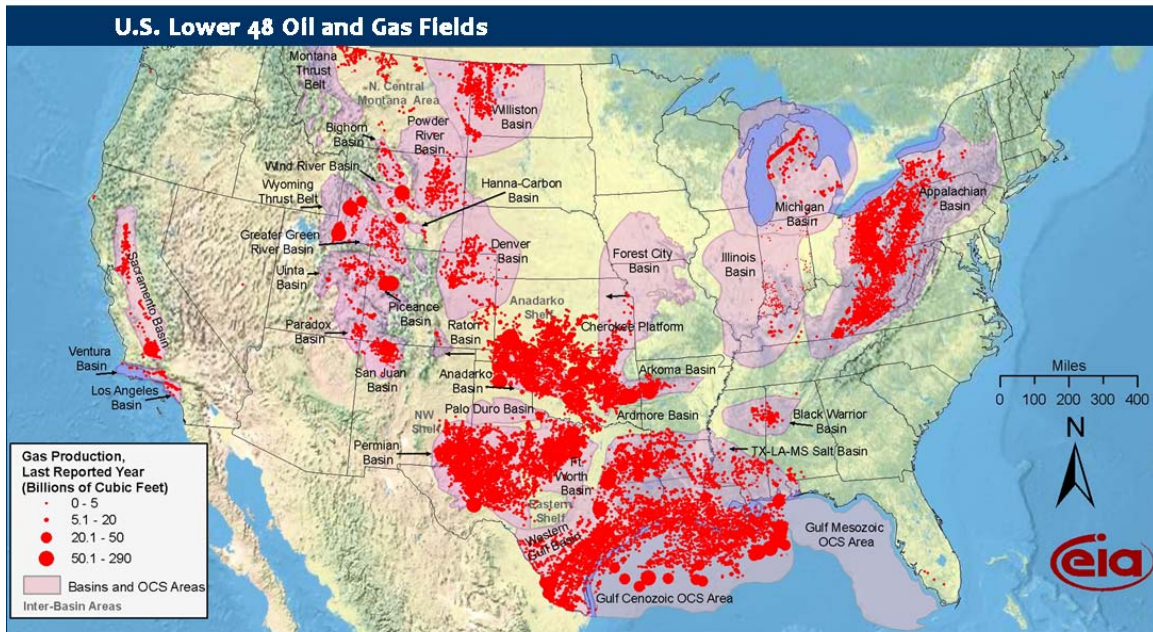 U.S. Lower 48 Oil and Gas Fields
Montana
Thrust
Belt
N. Central
Montana Area
Williston
Basin
Bighorn
Basin
Powder
River
Basin
Wind River Basin
Wyoming
Thrust Belt
Hanna-Carbon
Basin
Greater Green
River Basin
Uinta
Basin
Denver
Basin
Piceance
Basin
Paradox
Basin
San Juan
Basin
Raton
Basin
Anadarko
Shelf
Anadarko
Basin
Forest City
Basin
Cherokee Platform
Illinois
Basin
Michigan
Basin
Appalachian
Basin
Sacramento Basin
Ventura
Basin
Los Angeles
Basin
Arkoma Basin
Palo Duro Basin
Ardmore Basin
Black Warrior
Basin
NW
Shelf
Permian
Basin
Ft.
Worth
Basin
TX-LA-MS Salt Basin
Eastern
Shelf
Western
Gulf Basin
Gulf Mesozoic
OCS Area
Gulf Cenozoic OCS Area
Miles
0 100 200 300 400
N
eia
Gas Production,
Last Reported Year
(Billions of Cubic Feet)
0 - 5
5.1 - 20
20.1 - 50
50.1 - 290
Basins and OCS Areas
Inter-Basin Areas